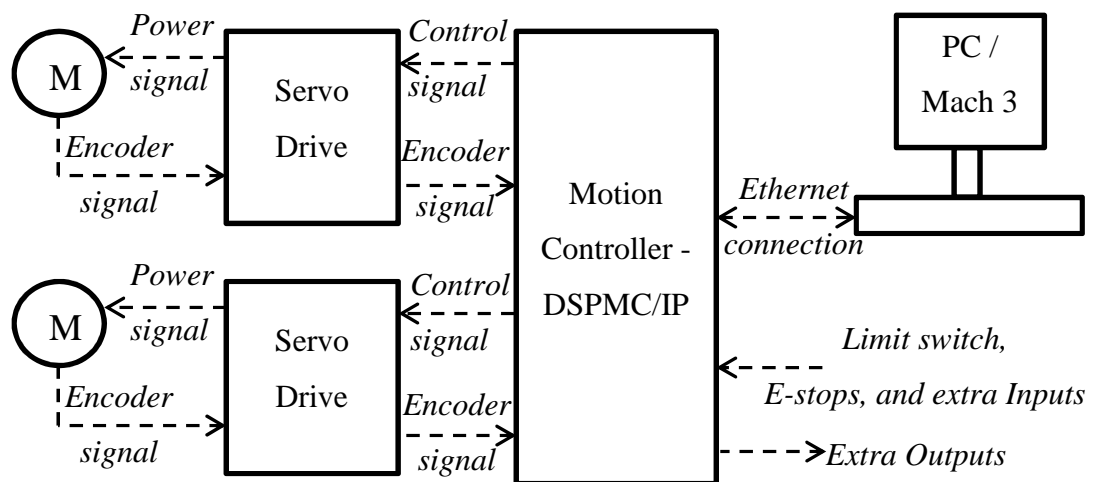 Power
signal
M
Encoder
signal
Servo
Drive
Control
signal
Encoder
signal
Power
signal
M
Encoder
signal
Servo
Drive
Control
signal
Encoder
signal
Motion
Controller -
DSPMC/IP
PC /
Mach 3
Ethernet
connection
Limit switch,
E-stops, and extra Inputs
Extra Outputs